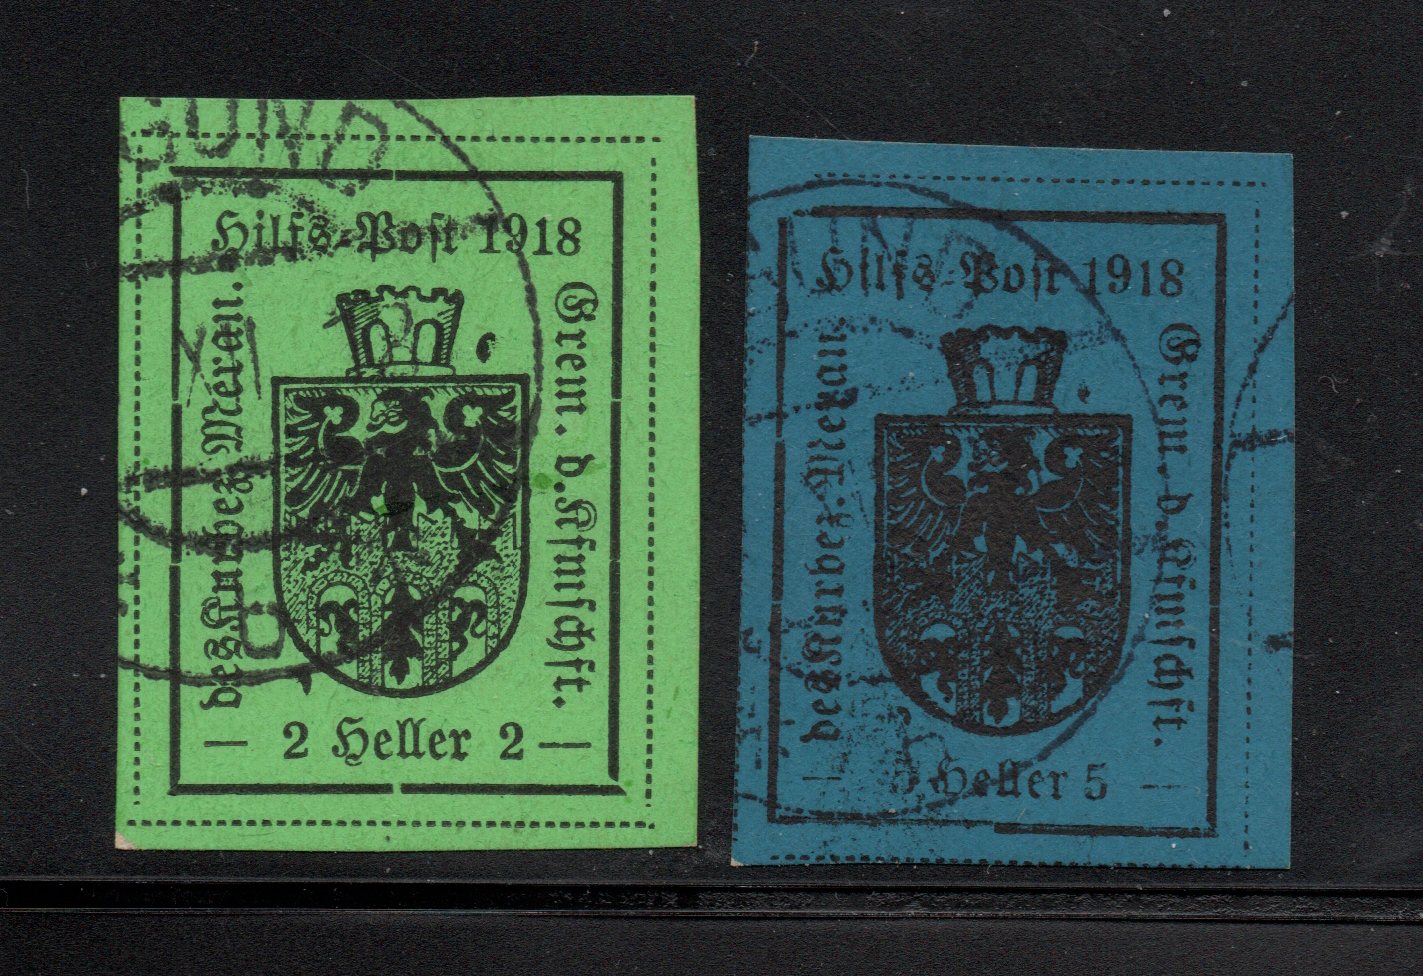 Hilfs-Post 1918
Grem. d. Kfmschft.
des Kurbez. Meran.
— 2 Heller 2 —
Hilfs-Post 1918
Grem. d. Kfmschft.
des Kurbez. Meran
— 5 Heller 5 —